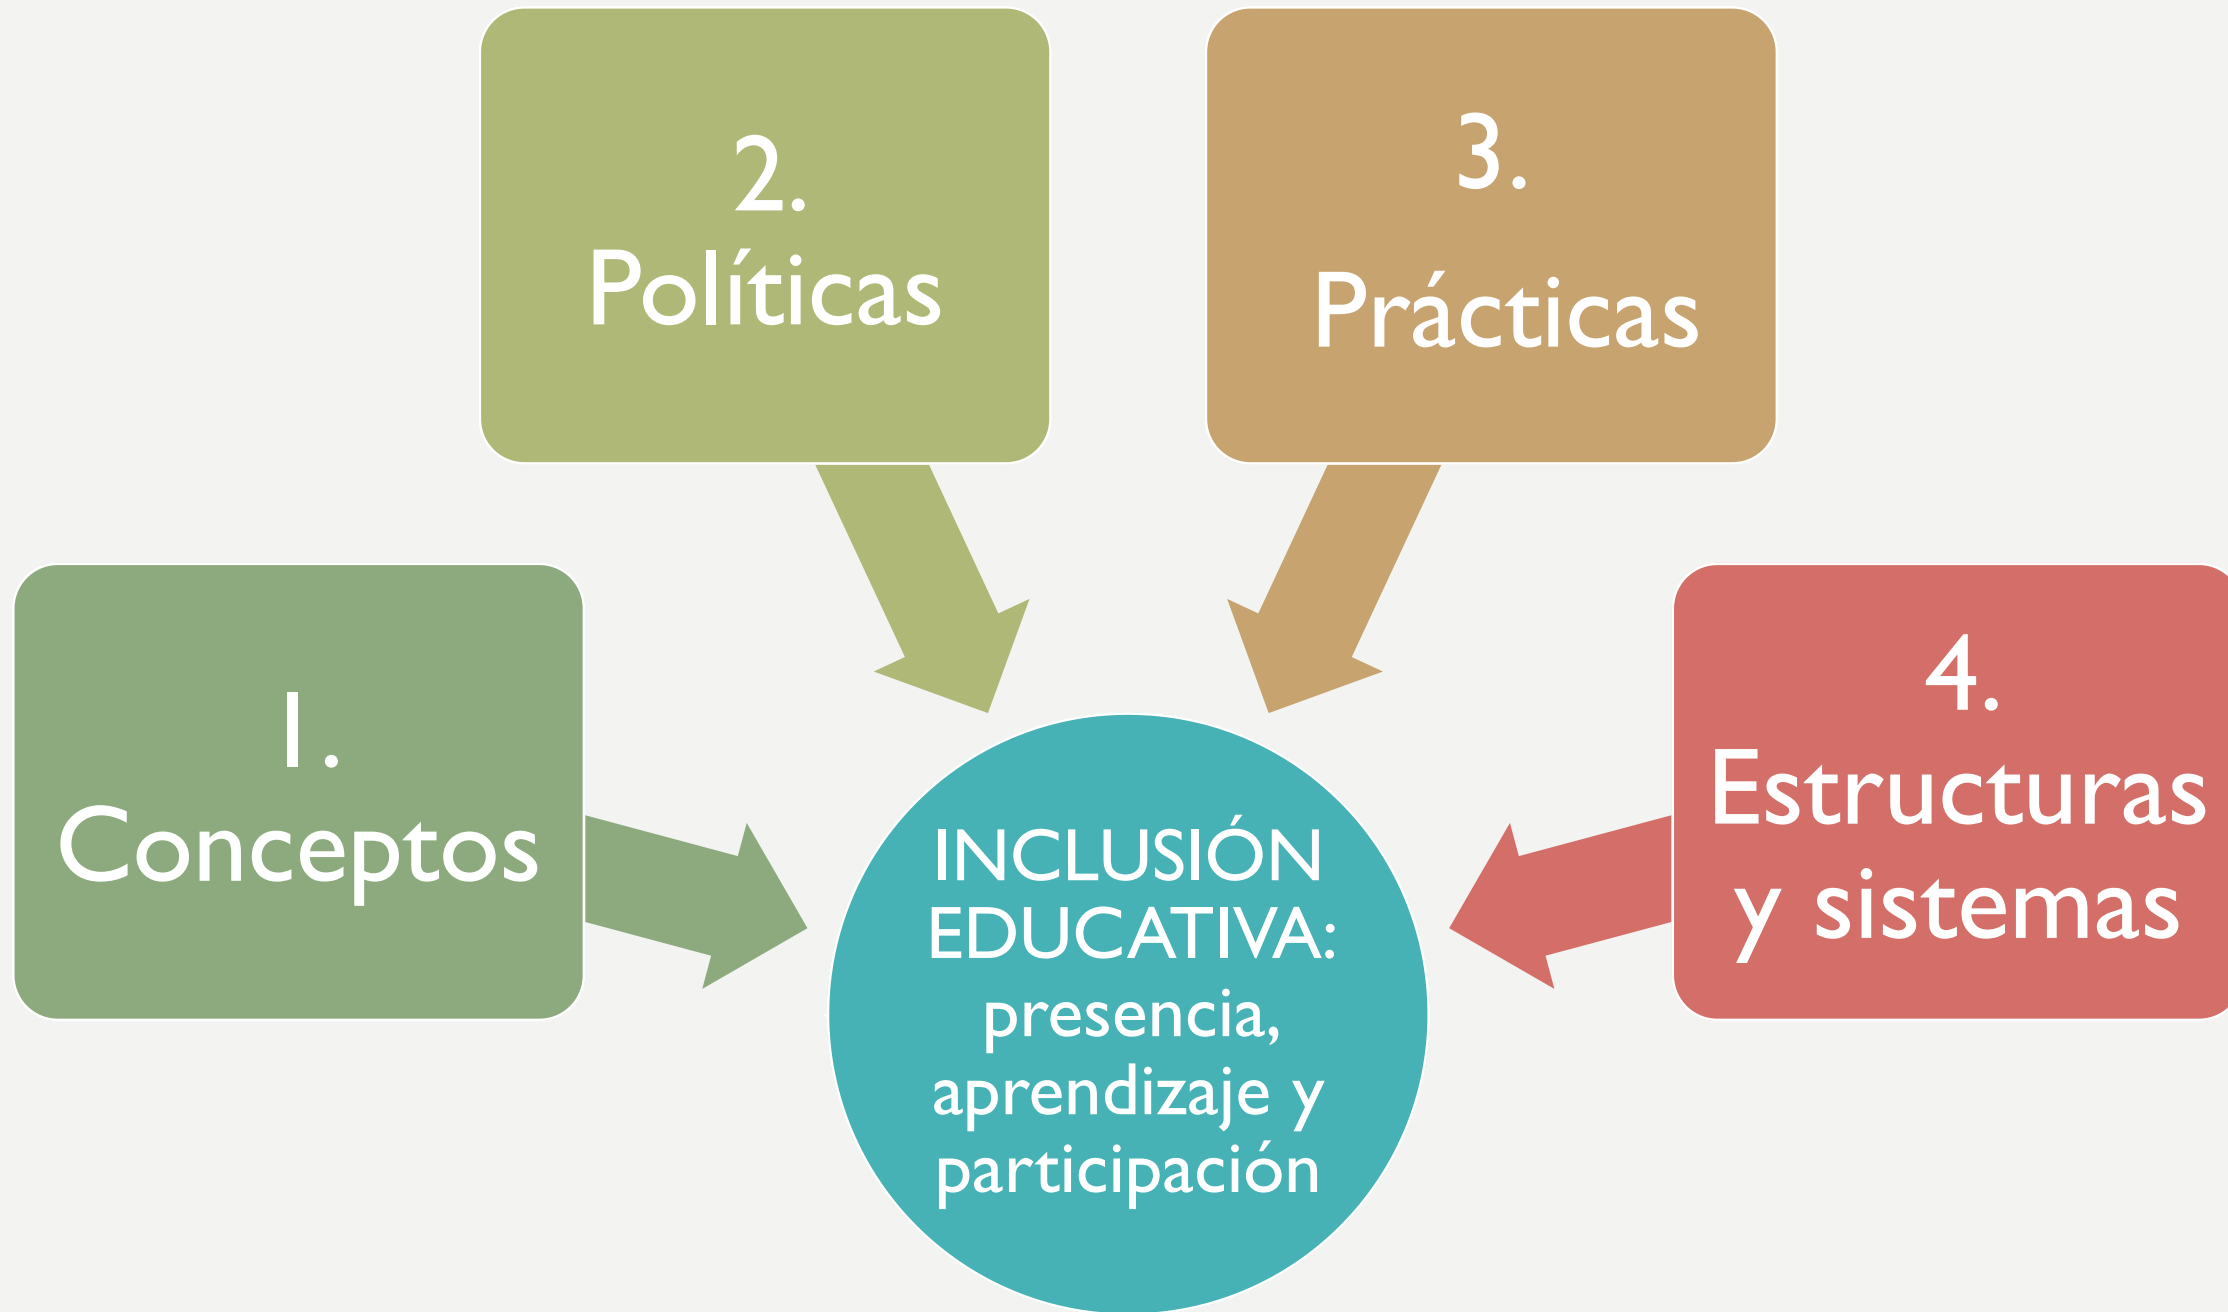 1.
Conceptos
2.
Políticas
3.
Prácticas
4.
Estructuras
y sistemas
INCLUSIÓN
EDUCATIVA:
presencia,
aprendizaje y
participación